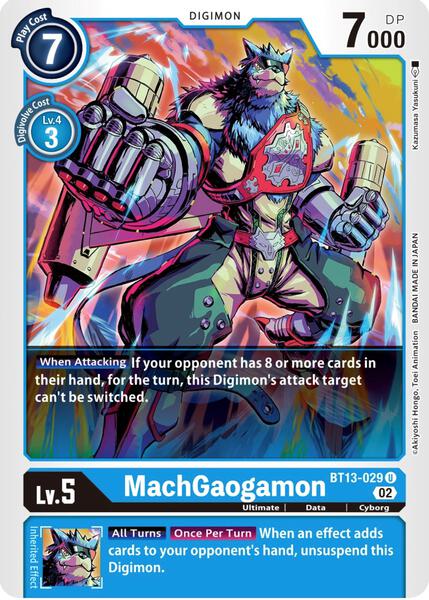 Play Cost
7
DIGIMON
7000
DP
Digivolve Cost
Lv.4
3
Kazumasa Yasukuni
When Attacking If your opponent has 8 or more cards in
their hand, for the turn, this Digimon's attack target
can't be switched.
©Akiyoshi Hongo, Toei Animation BANDAI MADE IN JAPAN
Lv.5
MachGaogamon
BT13-029 U
02
Ultimate | Data | Cyborg
Inherited Effect
All Turns Once Per Turn When an effect adds
cards to your opponent's hand, unsuspend this
Digimon.